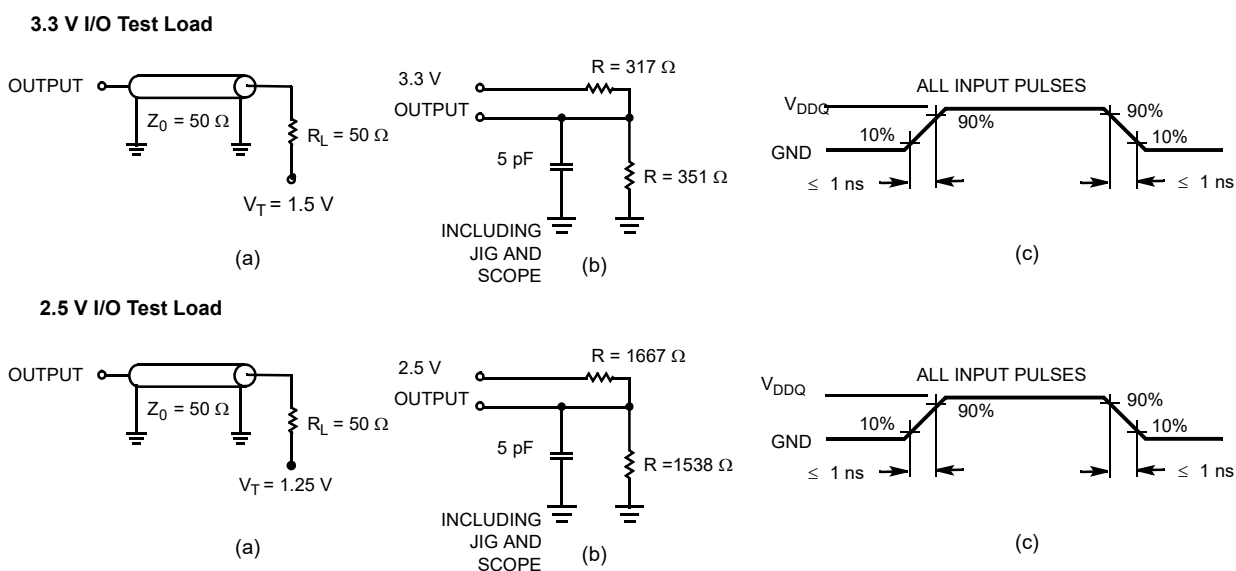 3.3 V I/O Test Load
OUTPUT
Z0 = 50 Ω
RL = 50 Ω
VT = 1.5 V
(a)
3.3 V
OUTPUT
R = 317 Ω
5 pF
R = 351 Ω
INCLUDING
JIG AND
SCOPE
(b)
ALL INPUT PULSES
VDDQ
GND
10%
90%
90%
10%
≤ 1 ns
≤ 1 ns
(c)
2.5 V I/O Test Load
OUTPUT
Z0 = 50 Ω
RL = 50 Ω
VT = 1.25 V
(a)
2.5 V
OUTPUT
R = 1667 Ω
5 pF
R =1538 Ω
INCLUDING
JIG AND
SCOPE
(b)
ALL INPUT PULSES
VDDQ
GND
10%
90%
90%
10%
≤ 1 ns
≤ 1 ns
(c)